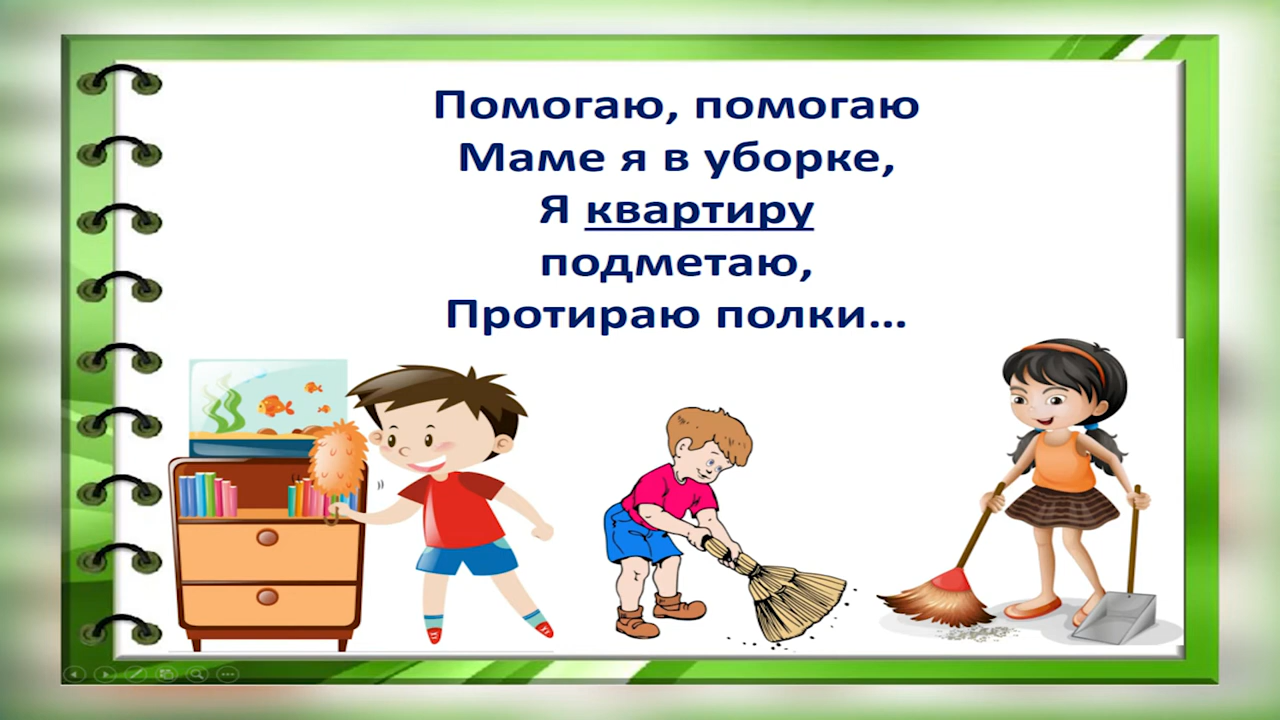 Помогаю, помогаю
Маме я в уборке,
Я квартиру
подметаю,
Протираю полки...